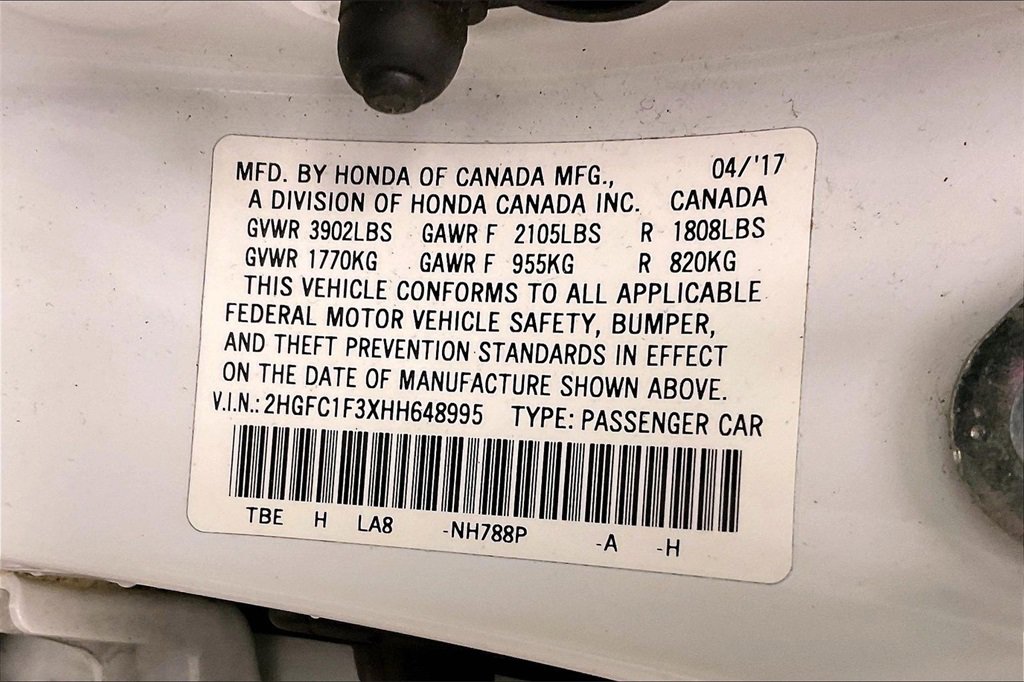 MFD. BY HONDA OF CANADA MFG., 04/'17
A DIVISION OF HONDA CANADA INC. CANADA
GVWR 3902LBS GAWR F 2105LBS R 1808LBS
GVWR 1770KG GAWR F 955KG R 820KG
THIS VEHICLE CONFORMS TO ALL APPLICABLE
FEDERAL MOTOR VEHICLE SAFETY, BUMPER,
AND THEFT PREVENTION STANDARDS IN EFFECT
ON THE DATE OF MANUFACTURE SHOWN ABOVE.
V.I.N.: 2HGFC1F3XHH648995 TYPE: PASSENGER CAR
TBE H LA8 -NH788P -A -H